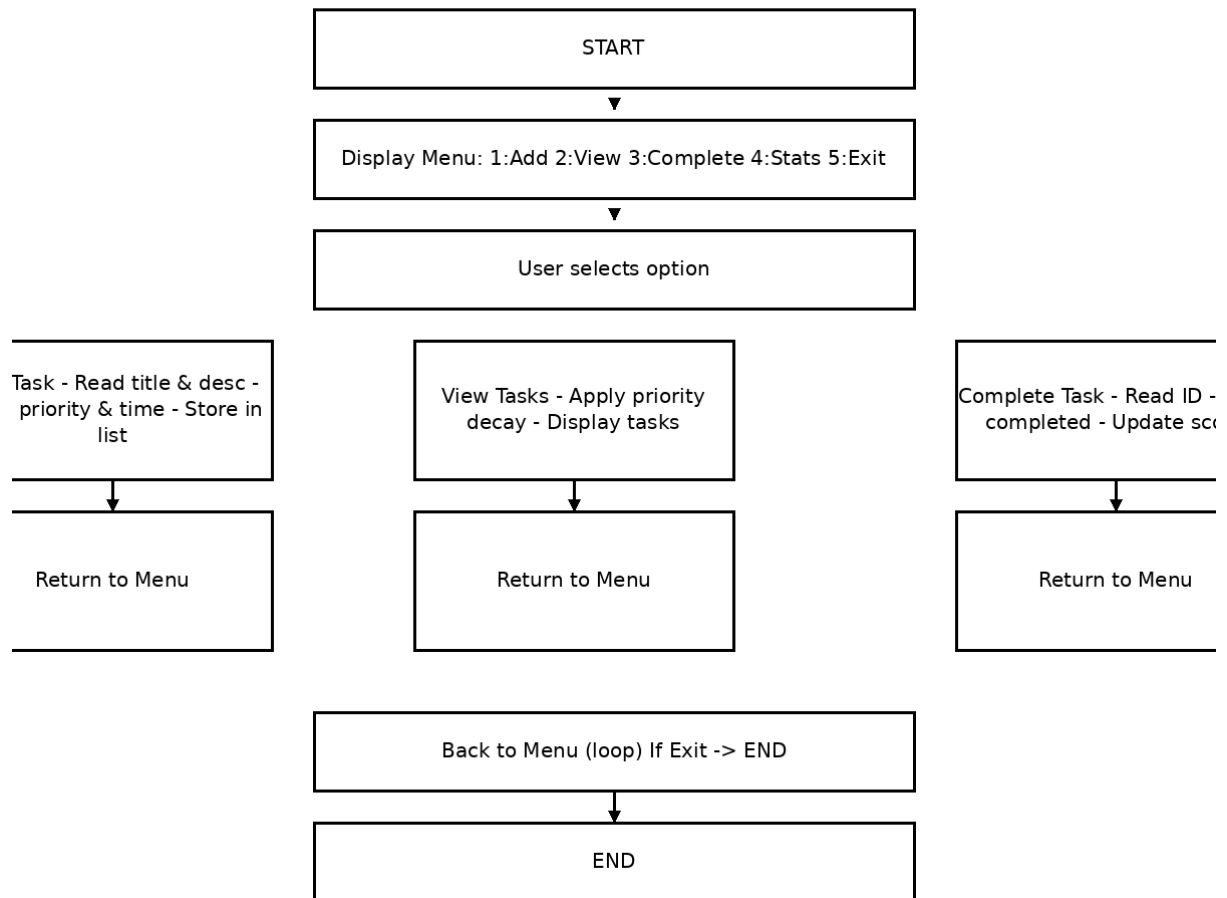 START
Display Menu: 1:Add 2:View 3:Complete 4:Stats 5:Exit
User selects option
Task - Read title & desc -
priority & time - Store in
list
View Tasks - Apply priority
decay - Display tasks
Complete Task - Read ID -
completed - Update
Return to Menu
Return to Menu
Return to Menu
Back to Menu (loop) If Exit -> END
END